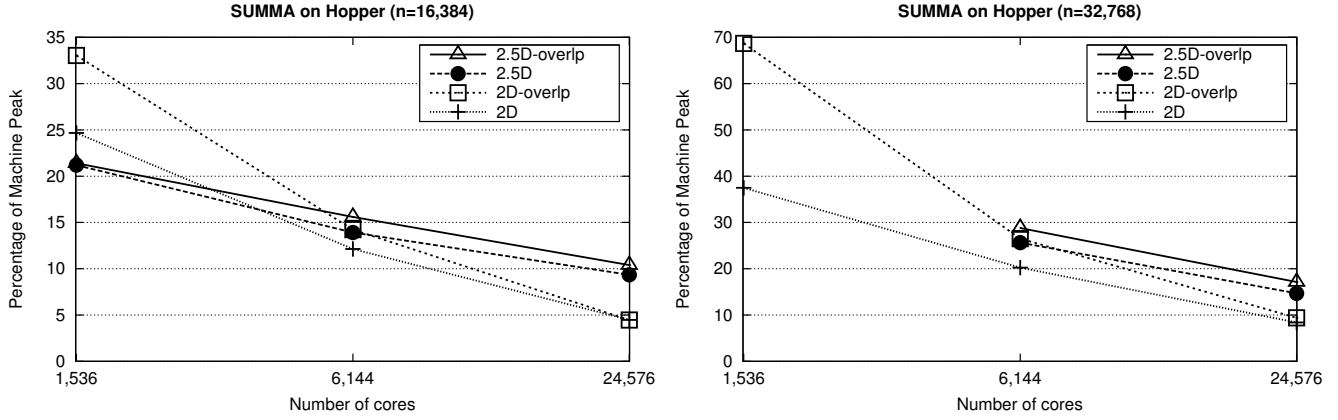 SUMMA on Hopper (n=16,384)
Percentage of Machine Peak
35
30
25
20
15
10
5
0
2.5D-overlp
2.5D
2D-overlp
2D
1,536
6,144
24,576
Number of cores
SUMMA on Hopper (n=32,768)
Percentage of Machine Peak
70
60
50
40
30
20
10
0
2.5D-overlp
2.5D
2D-overlp
2D
1,536
6,144
24,576
Number of cores